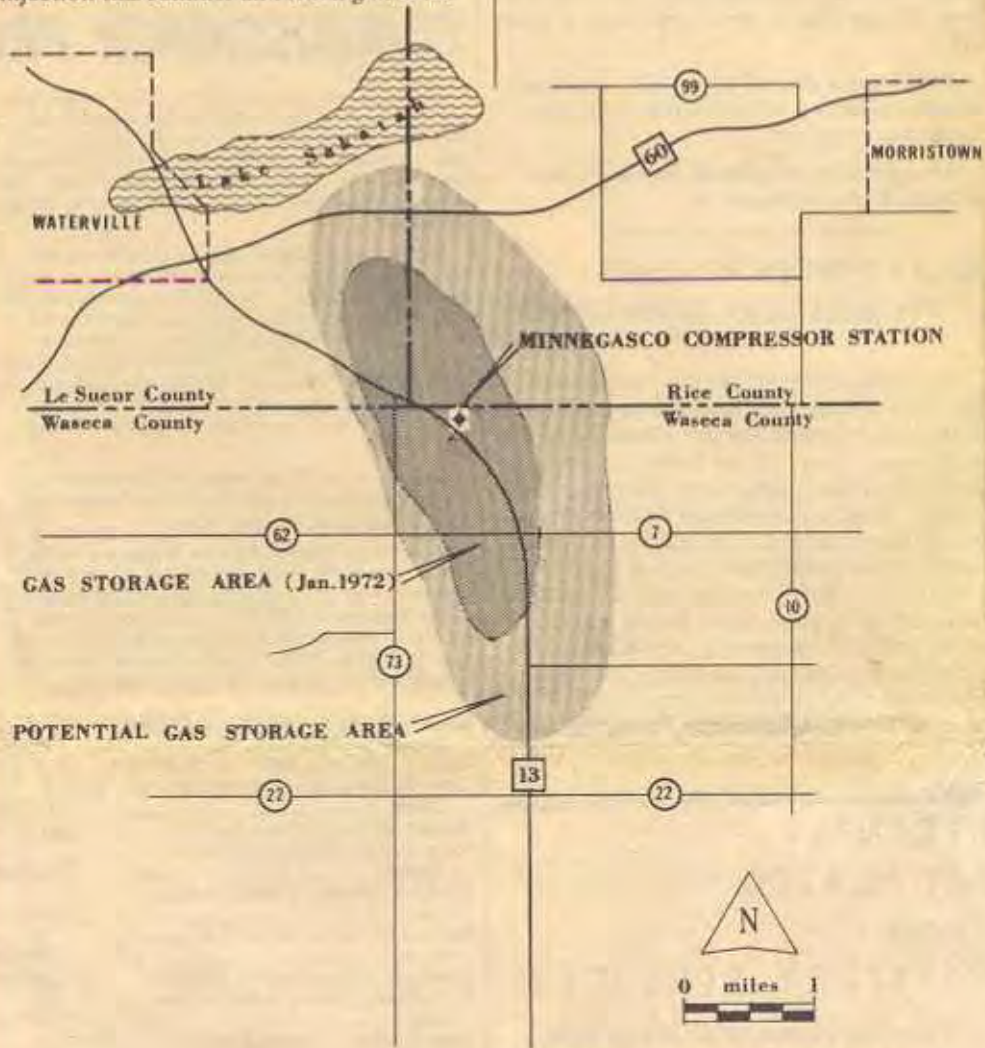 99
60
MORRISTOWN
Lake Sakatah
WATERVILLE
MINNEGASCO COMPRESSOR STATION
Le Sueur County
Rice County
Waseca County
Waseca County
62
7
GAS STORAGE AREA (Jan.1972)
10
73
POTENTIAL GAS STORAGE AREA
13
22
22
N
0 miles 1